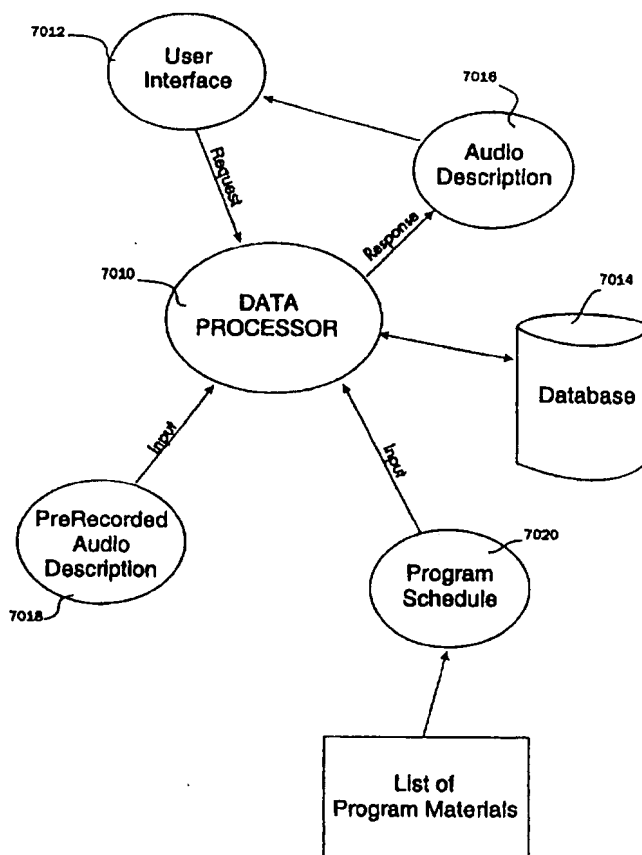 7012
User
Interface
7016
Audio
Description
Request
Response
7010
DATA
PROCESSOR
7014
Database
Input
Input
PreRecorded
Audio
Description
7018
7020
Program
Schedule
List of
Program Materials